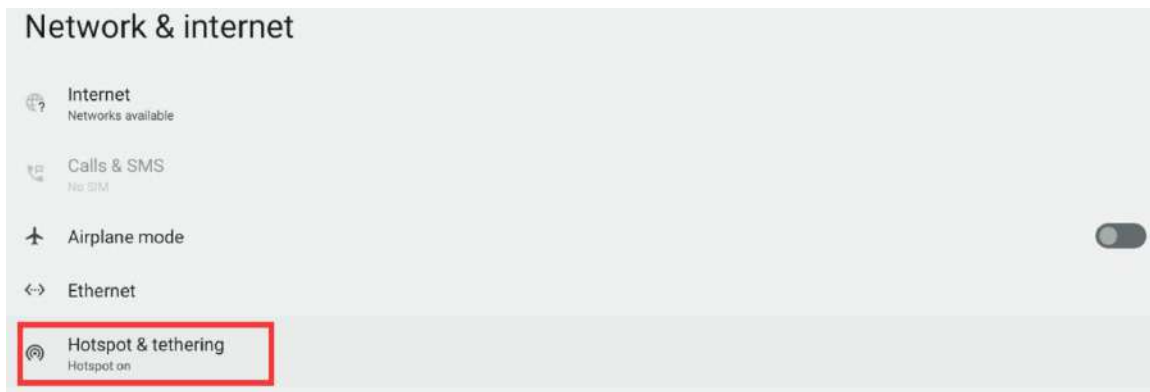 Network & internet
Internet
Networks available
Calls & SMS
No SIM
Airplane mode
Ethernet
Hotspot & tethering
Hotspot on